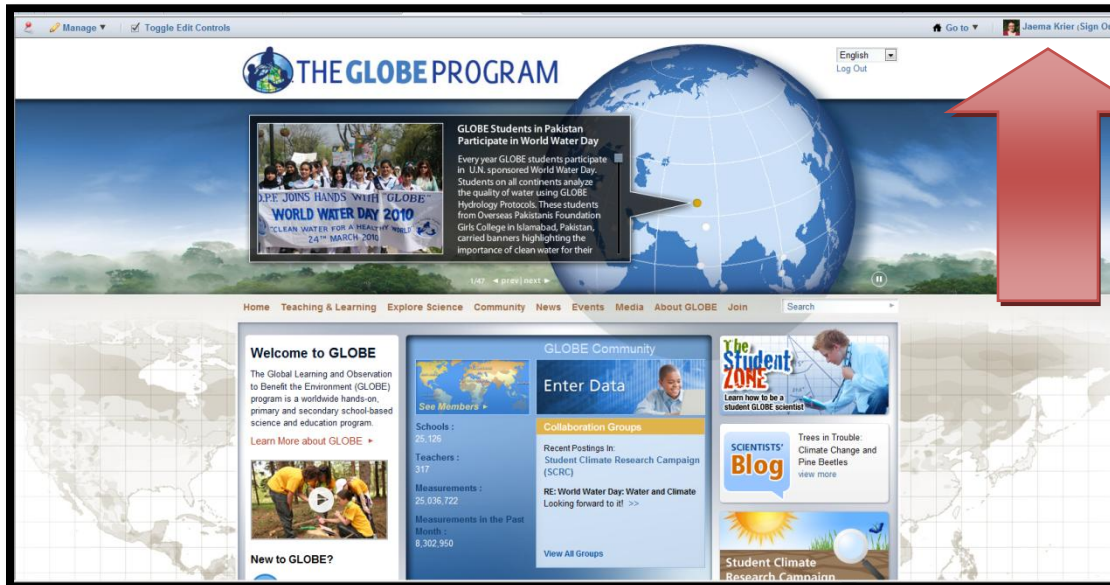 Manage ▼ Toggle Edit Controls
Go to ▼ Jaema Krier (Sign Ou
THE GLOBE PROGRAM
English
Log Out
GLOBE Students in Pakistan
Participate in World Water Day
Every year GLOBE students participate
in U.N. sponsored World Water Day.
Students on all continents analyze
the quality of water using GLOBE
Hydrology Protocols. These students
from Overseas Pakistanis Foundation
Girls College in Islamabad, Pakistan,
carried banners highlighting the
importance of clean water for their
JOINS HANDS WITH "GLOBE"
WORLD WATER DAY 2010
"CLEAN WATER FOR A HEALTHY WORLD"
24TH MARCH 2010
1/47 ◄ prev|next ►
Home Teaching & Learning Explore Science Community News Events Media About GLOBE Join Search
Welcome to GLOBE
The Global Learning and Observation
to Benefit the Environment (GLOBE)
program is a worldwide hands-on,
primary and secondary school-based
science and education program.
Learn More about GLOBE ►
New to GLOBE?
GLOBE Community
See Members ►
Schools :
25,126
Teachers :
317
Measurements :
25,036,722
Measurements in the Past
Month :
8,302,950
Enter Data
Collaboration Groups
Recent Postings In:
Student Climate Research Campaign
(SCRC)
RE: World Water Day: Water and Climate
Looking forward to it! >>
View All Groups
The
Student
ZONE
Learn how to be a
student GLOBE scientist
SCIENTISTS'
Blog
Trees in Trouble:
Climate Change and
Pine Beetles
view more
Student Climate
Research Campaign